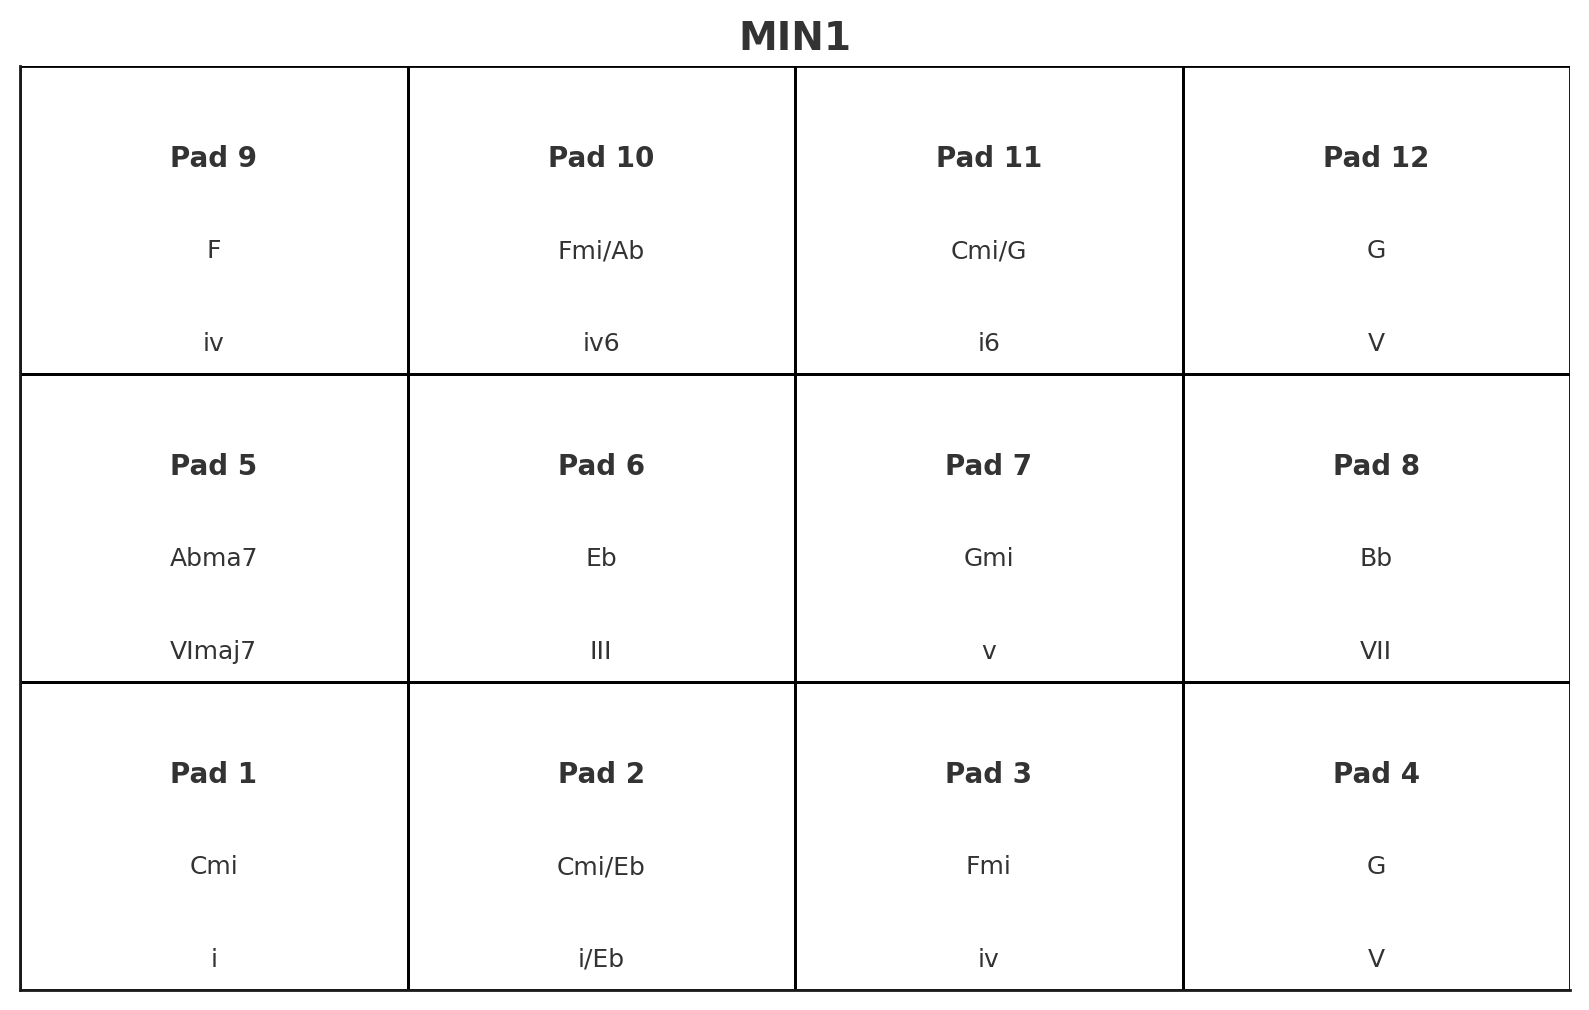 MIN1
Pad 9
F
iv
Pad 10
Fmi/Ab
iv6
Pad 11
Cmi/G
i6
Pad 12
G
V
Pad 5
Abma7
VImaj7
Pad 6
Eb
III
Pad 7
Gmi
v
Pad 8
Bb
VII
Pad 1
Cmi
i
Pad 2
Cmi/Eb
i/Eb
Pad 3
Fmi
iv
Pad 4
G
V